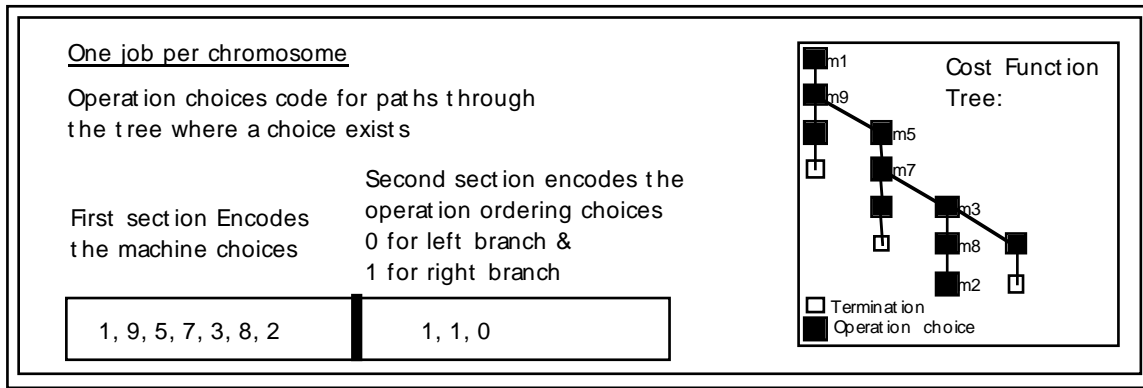 One job per chromosome
Operation choices code for paths through
the tree where a choice exists
First section Encodes
the machine choices
Second section encodes the
operation ordering choices
0 for left branch &
1 for right branch
1, 9, 5, 7, 3, 8, 2
1, 1, 0
Cost Function
Tree:
m1
m9
m5
m7
m3
m8
m2
Termination
Operation choice